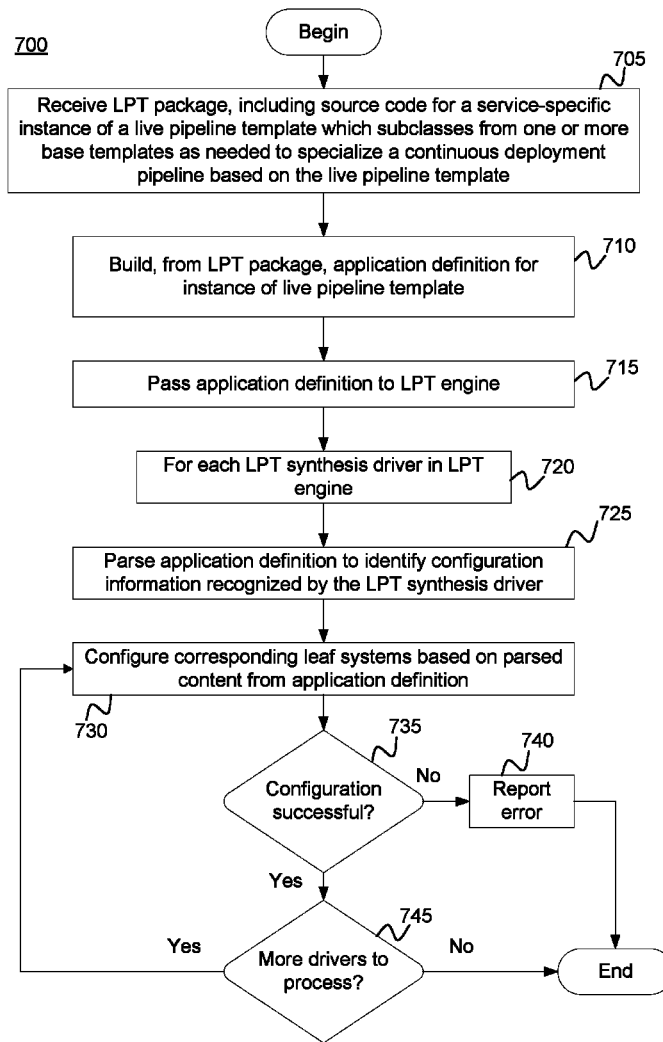 Begin
700
705
Receive LPT package, including source code for a service-specific
instance of a live pipeline template which subclasses from one or more
base templates as needed to specialize a continuous deployment
pipeline based on the live pipeline template
710
Build, from LPT package, application definition for
instance of live pipeline template
715
Pass application definition to LPT engine
For each LPT synthesis driver in LPT
engine
720
725
Parse application definition to identify configuration
information recognized by the LPT synthesis driver
Configure corresponding leaf systems based on parsed
content from application definition
730
735
740
Configuration
successful?
No
Report
error
Yes
745
Yes
More drivers to
process?
No
End